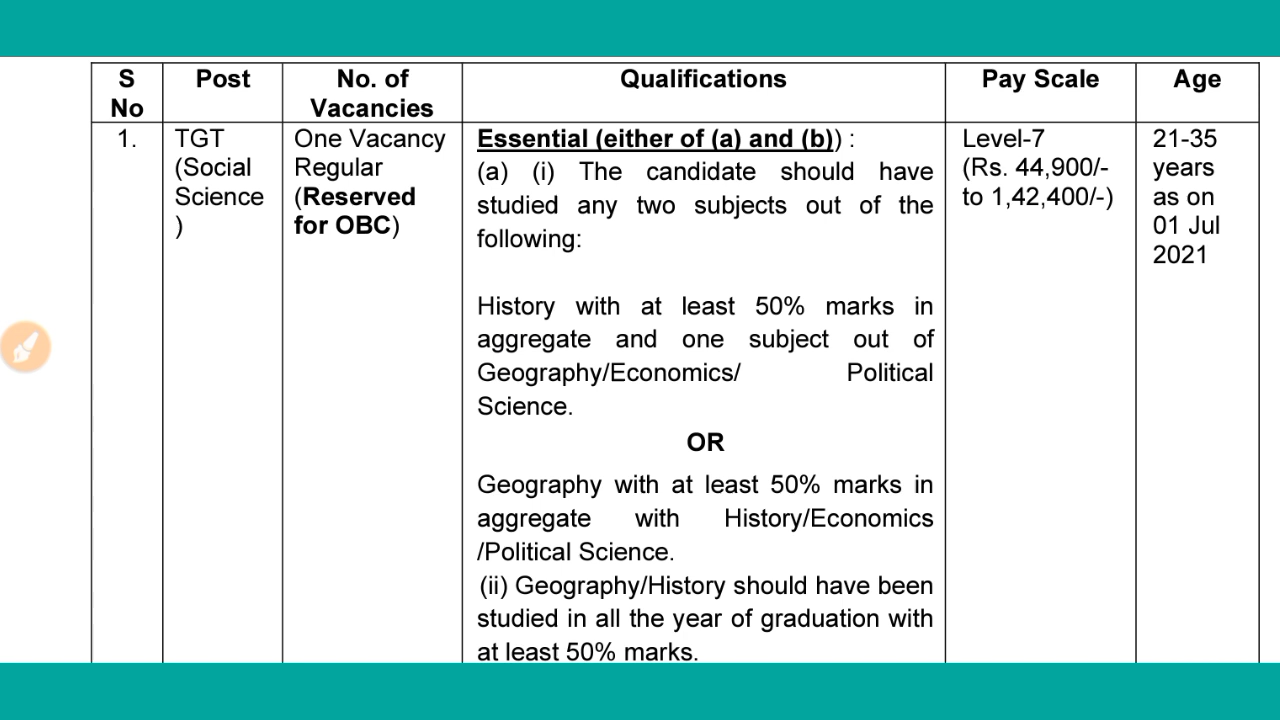 S No
Post
No. of Vacancies
Qualifications
Pay Scale
Age
1.
TGT
(Social
Science
)
One Vacancy
Regular
(Reserved
for OBC)
Essential (either of (a) and (b)) :
(a) (i) The candidate should have
studied any two subjects out of the
following:
History with at least 50% marks in
aggregate and one subject out of
Geography/Economics/ Political
Science.
OR
Geography with at least 50% marks in
aggregate with History/Economics
/Political Science.
(ii) Geography/History should have been
studied in all the year of graduation with
at least 50% marks.
Level-7
(Rs. 44,900/-
to 1,42,400/-)
21-35
years
as on
01 Jul
2021